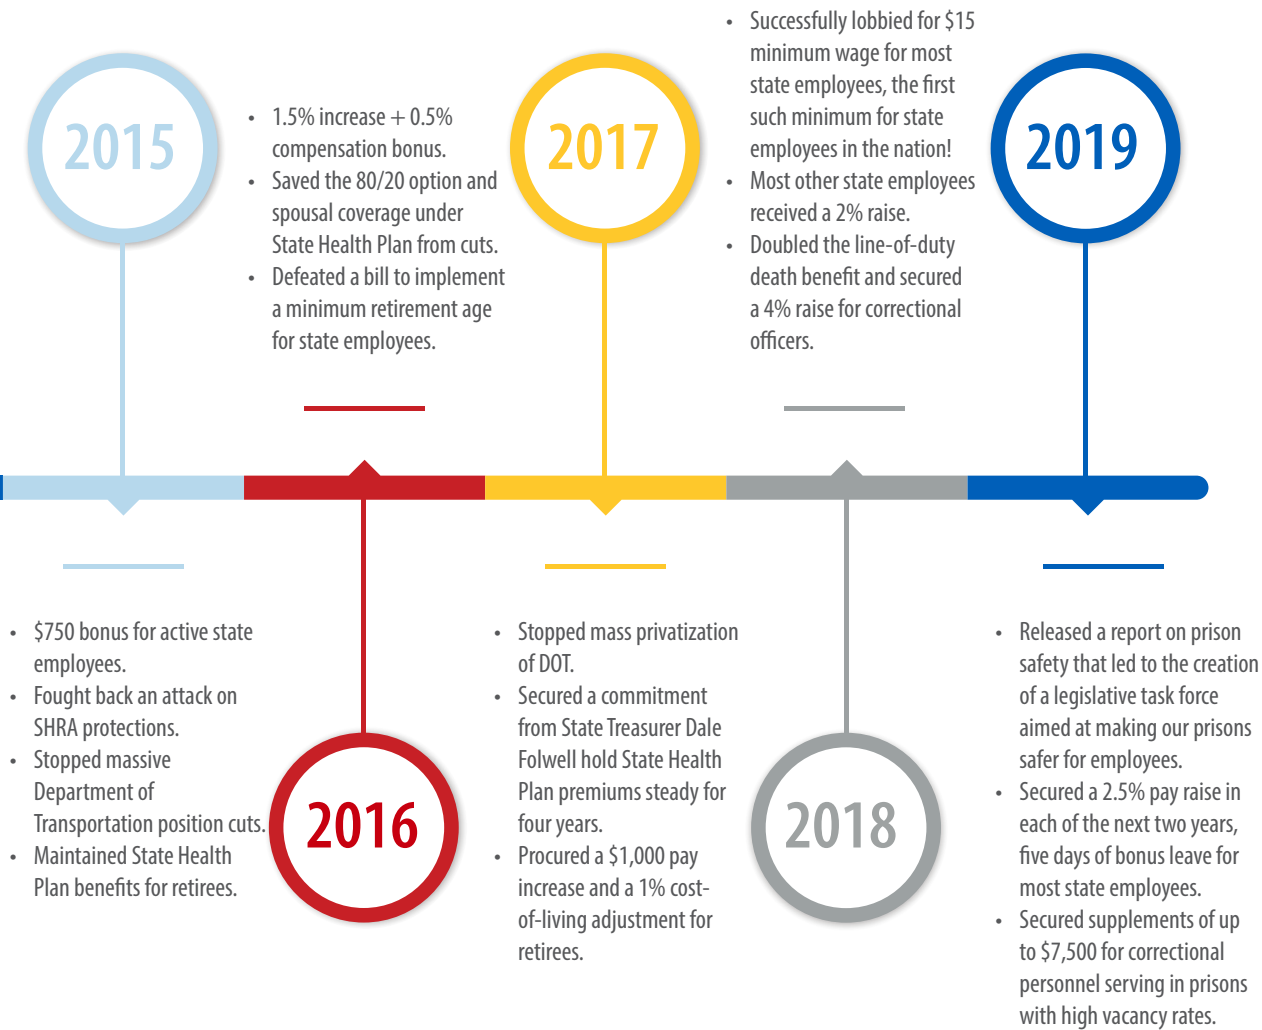 2015
• $750 bonus for active state
employees.
• Fought back an attack on
SHRA protections.
• Stopped massive
Department of
Transportation position cuts.
• Maintained State Health
Plan benefits for retirees.
• 1.5% increase + 0.5%
compensation bonus.
• Saved the 80/20 option and
spousal coverage under
State Health Plan from cuts.
• Defeated a bill to implement
a minimum retirement age
for state employees.
2016
2017
• Stopped mass privatization
of DOT.
• Secured a commitment
from State Treasurer Dale
Folwell hold State Health
Plan premiums steady for
four years.
• Procured a $1,000 pay
increase and a 1% cost-
of-living adjustment for
retirees.
• Successfully lobbied for $15
minimum wage for most
state employees, the first
such minimum for state
employees in the nation!
• Most other state employees
received a 2% raise.
• Doubled the line-of-duty
death benefit and secured
a 4% raise for correctional
officers.
2018
2019
• Released a report on prison
safety that led to the creation
of a legislative task force
aimed at making our prisons
safer for employees.
• Secured a 2.5% pay raise in
each of the next two years,
five days of bonus leave for
most state employees.
• Secured supplements of up
to $7,500 for correctional
personnel serving in prisons
with high vacancy rates.